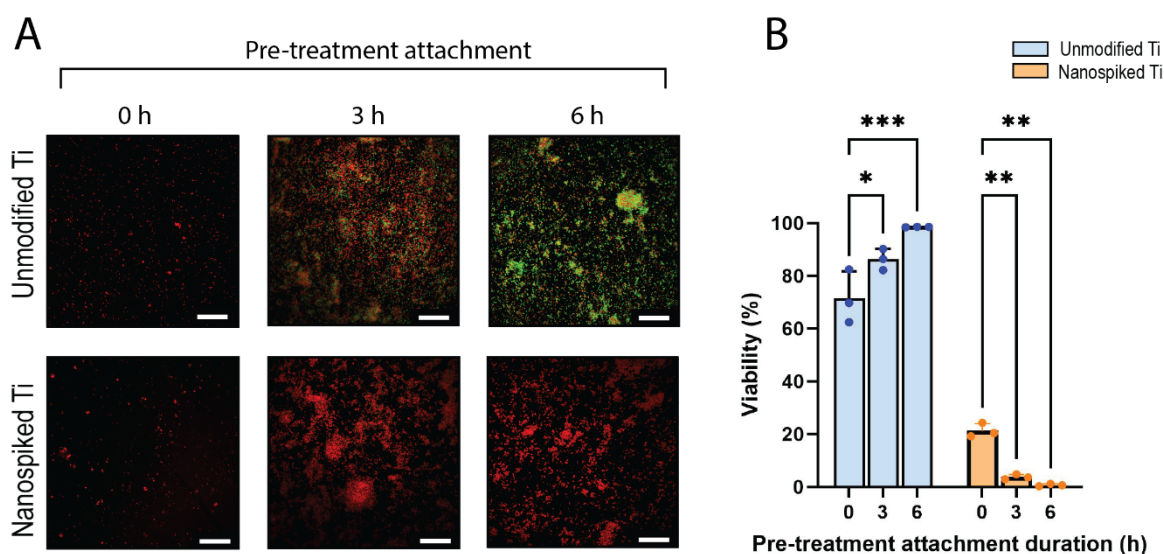 A
Pre-treatment attachment
0 h
3 h
6 h
Unmodified Ti
Nanospiked Ti
B
Unmodified Ti
Nanospiked Ti
***
**
*
**
100
80
60
40
20
0
Viability (%)
0 3 6 0 3 6
Pre-treatment attachment duration (h)